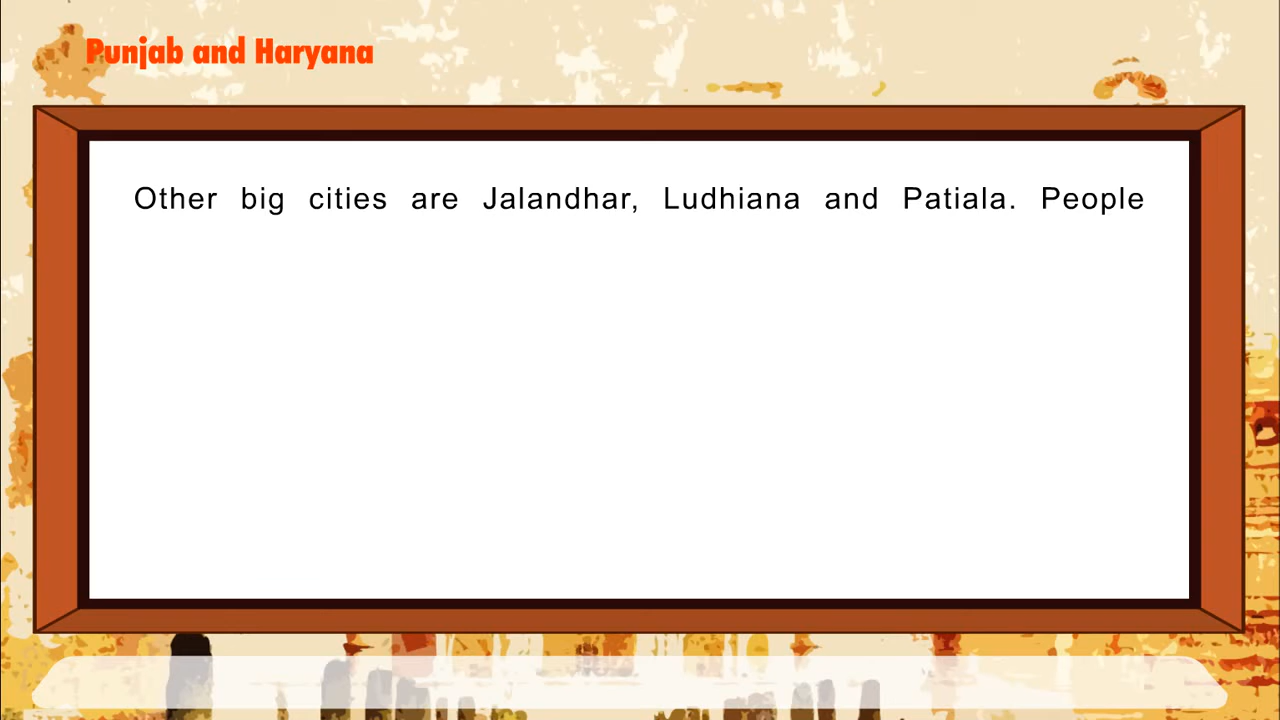 Punjab and Haryana
Other big cities are Jalandhar, Ludhiana and Patiala. People